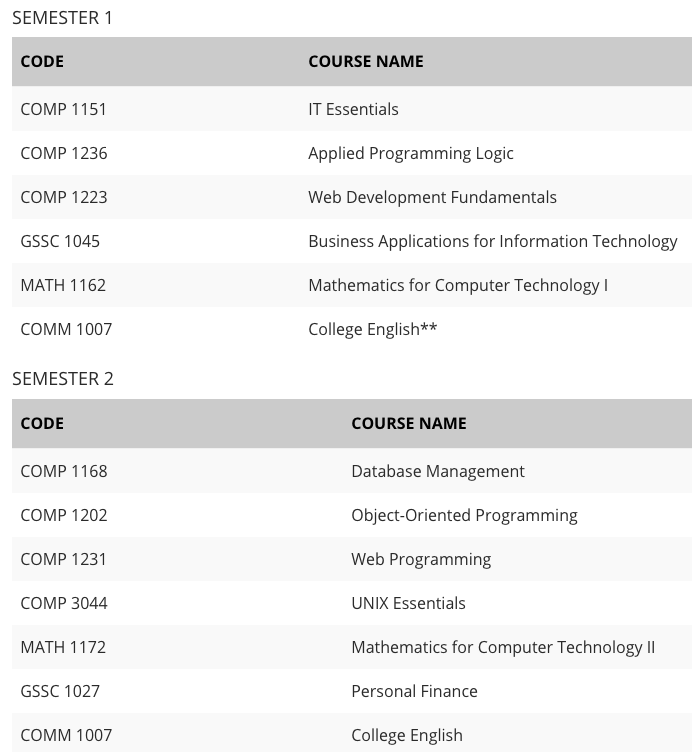 SEMESTER 1
CODE COURSE NAME
COMP 1151 IT Essentials
COMP 1236 Applied Programming Logic
COMP 1223 Web Development Fundamentals
GSSC 1045 Business Applications for Information Technology
MATH 1162 Mathematics for Computer Technology I
COMM 1007 College English**
SEMESTER 2
CODE COURSE NAME
COMP 1168 Database Management
COMP 1202 Object-Oriented Programming
COMP 1231 Web Programming
COMP 3044 UNIX Essentials
MATH 1172 Mathematics for Computer Technology II
GSSC 1027 Personal Finance
COMM 1007 College English